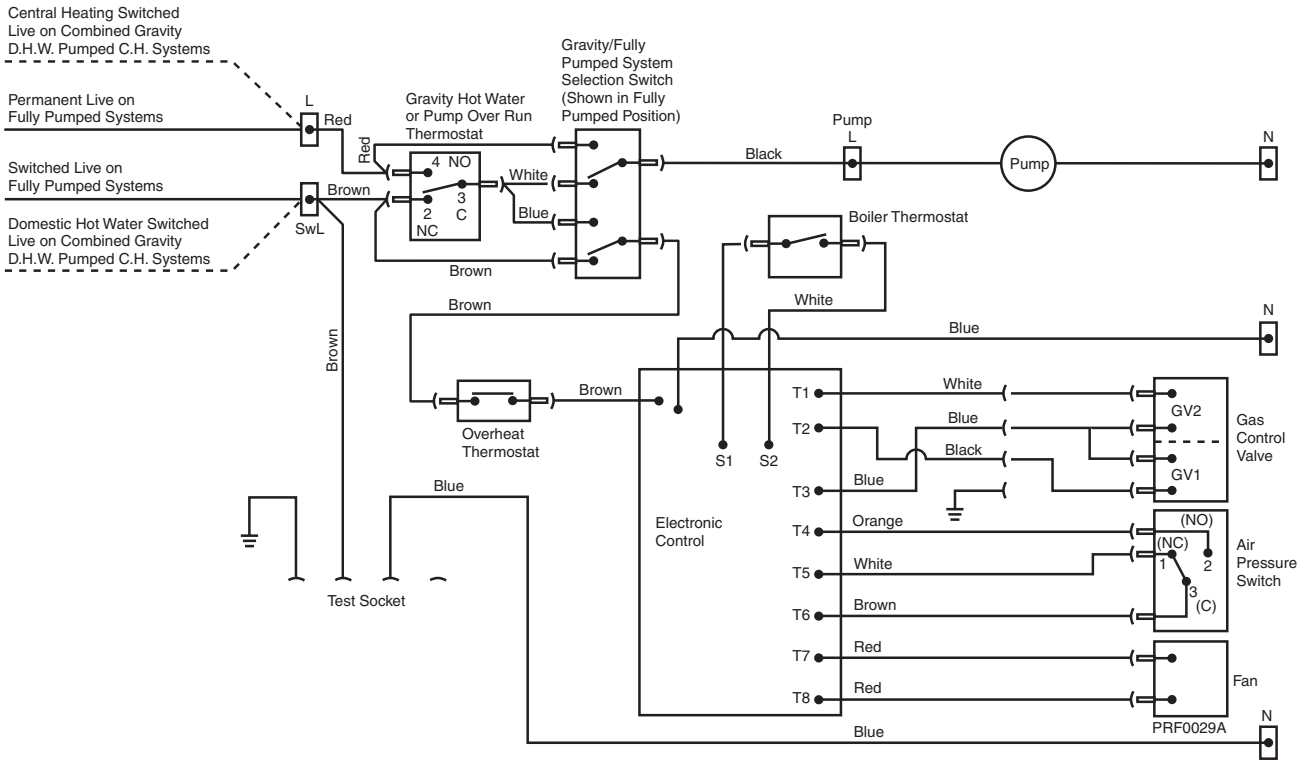 Central Heating Switched
Live on Combined Gravity
D.H.W. Pumped C.H. Systems
Permanent Live on
Fully Pumped Systems
L
Red
Switched Live on
Fully Pumped Systems
Brown
SwL
Domestic Hot Water Switched
Live on Combined Gravity
D.H.W. Pumped C.H. Systems
Red
Gravity Hot Water
or Pump Over Run
Thermostat
4 NO
3
C
2
NC
White
Blue
Brown
Gravity/Fully
Pumped System
Selection Switch
(Shown in Fully
Pumped Position)
Black
Pump
L
Pump
N
Boiler Thermostat
White
Brown
Brown
Blue
N
Overheat
Thermostat
Brown
S1
S2
Electronic
Control
T1
T2
T3
T4
T5
T6
T7
T8
White
Blue
Black
Blue
Orange
White
Brown
Red
Red
GV2
GV1
Gas
Control
Valve
(NO)
(NC)
1
2
3
(C)
Air
Pressure
Switch
Fan
PRF0029A
Blue
Test Socket
Blue
N